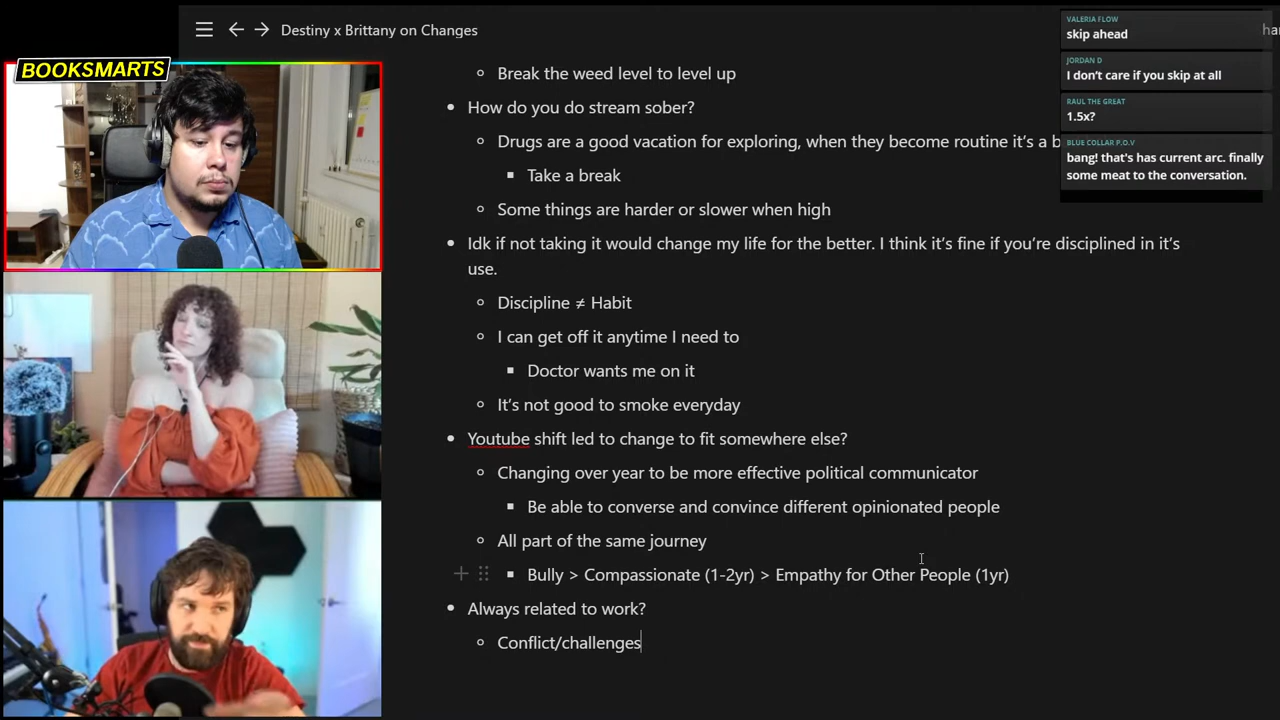 Destiny x Brittany on Changes
BOOKSMARTS
VALERIA FLOW
skip ahead
JORDAN D
I don't care if you skip at all
RAUL THE GREAT
1.5x?
BLUE COLLAR P.O.V
bang! that's has current arc. finally
some meat to the conversation.
Break the weed level to level up
How do you do stream sober?
Drugs are a good vacation for exploring, when they become routine it's a b
Take a break
Some things are harder or slower when high
Idk if not taking it would change my life for the better. I think it's fine if you're disciplined in it's
use.
Discipline ≠ Habit
I can get off it anytime I need to
Doctor wants me on it
It's not good to smoke everyday
Youtube shift led to change to fit somewhere else?
Changing over year to be more effective political communicator
Be able to converse and convince different opinionated people
All part of the same journey
Bully > Compassionate (1-2yr) > Empathy for Other People (1yr)
Always related to work?
Conflict/challenges